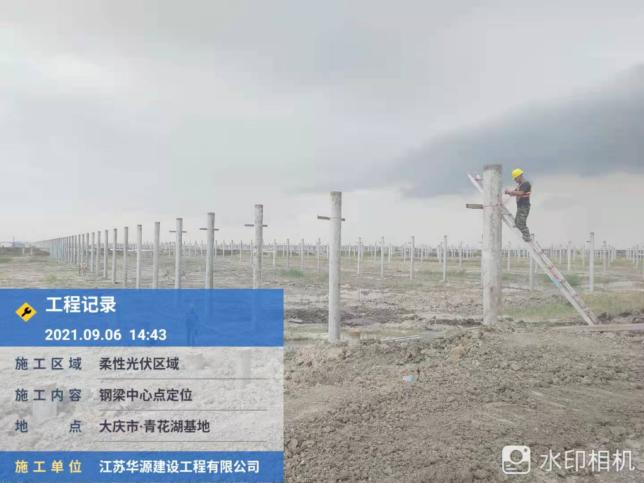 工程记录
2021.09.06 14:43
施工区域 柔性光伏区域
施工内容 钢梁中心点定位
地点 大庆市·青花湖基地
施工单位 江苏华源建设工程有限公司
水印相机